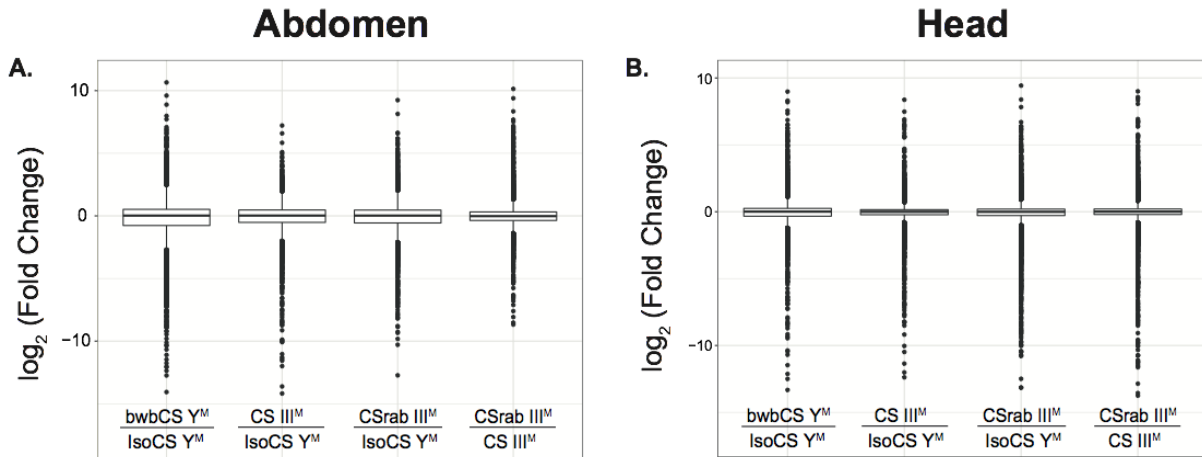 Abdomen
Head
A.
log₂ (Fold Change)
10
0
−10
bwbCS Yᴹ
IsoCS Yᴹ
CS IIIᴹ
IsoCS Yᴹ
CSrab IIIᴹ
IsoCS Yᴹ
CSrab IIIᴹ
CS IIIᴹ
B.
log₂ (Fold Change)
10
0
−10
bwbCS Yᴹ
IsoCS Yᴹ
CS IIIᴹ
IsoCS Yᴹ
CSrab IIIᴹ
IsoCS Yᴹ
CSrab IIIᴹ
CS IIIᴹ